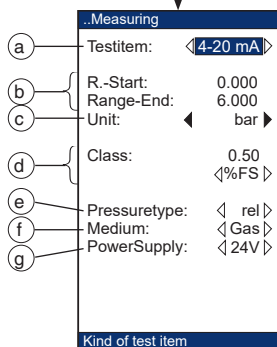 ..Measuring
a Testitem: 4-20 mA
b R.-Start: 0.000
Range-End: 6.000
c Unit: bar
d Class: 0.50
%FS
e Pressuretype: rel
f Medium: Gas
g PowerSupply: 24V
Kind of test item